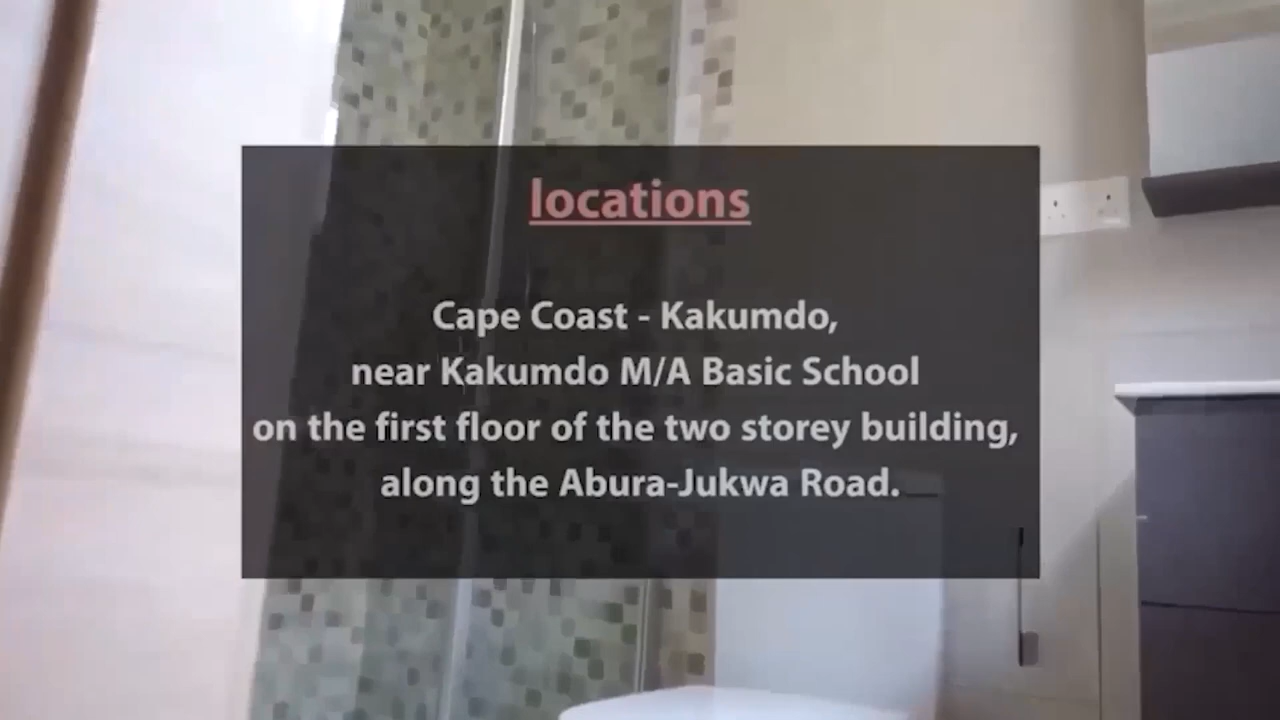 locations
Cape Coast - Kakumdo,
near Kakumdo M/A Basic School
on the first floor of the two storey building,
along the Abura-Jukwa Road.